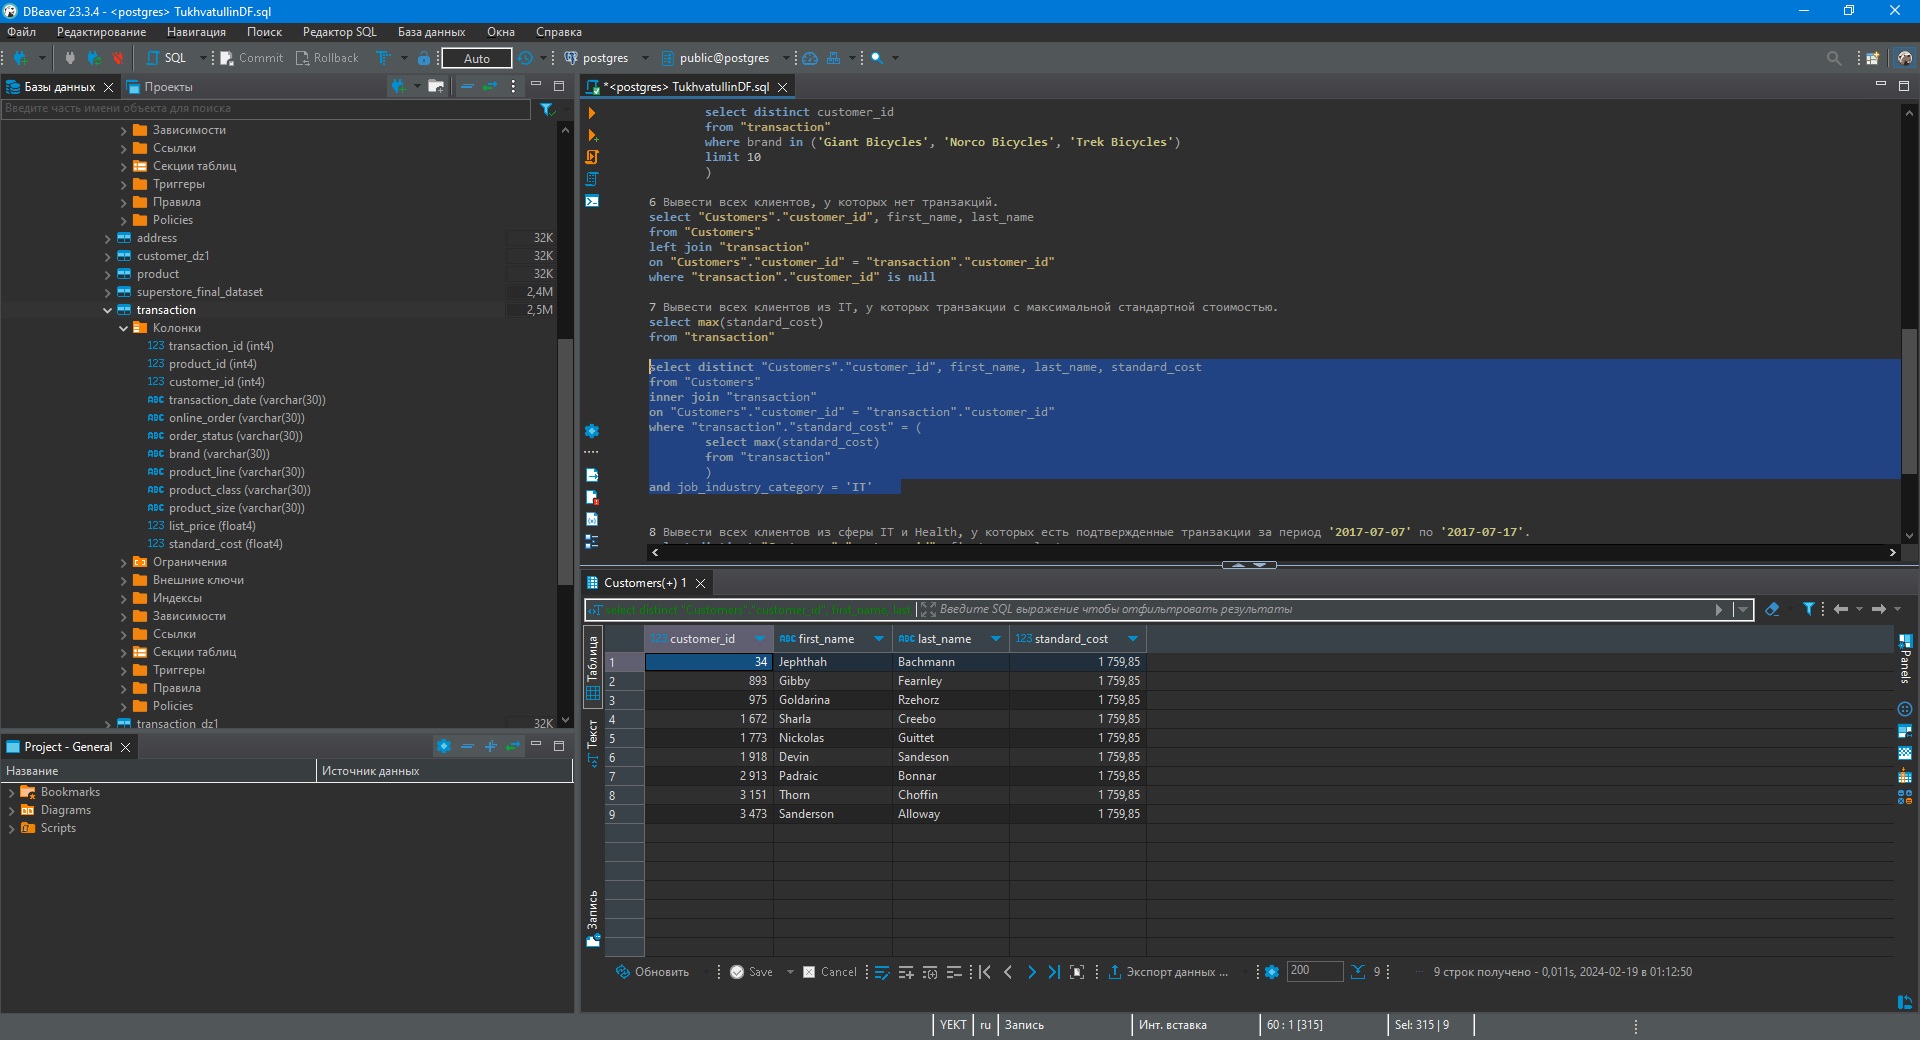 DBeaver 23.3.4 - <postgres> TukhvatullinDF.sql
Файл Редактирование Навигация Поиск Редактор SQL База данных Окна Справка
SQL Commit Rollback Auto postgres public@postgres
Базы данных Проекты
Введите часть имени объекта для поиска
Зависимости
Ссылки
Секции таблиц
Триггеры
Правила
Policies
address 32K
customer_dz1 32K
product 32K
superstore_final_dataset 2,4M
transaction 2,5M
Колонки
123 transaction_id (int4)
123 product_id (int4)
123 customer_id (int4)
ABC transaction_date (varchar(30))
ABC online_order (varchar(30))
ABC order_status (varchar(30))
ABC brand (varchar(30))
ABC product_line (varchar(30))
ABC product_class (varchar(30))
ABC product_size (varchar(30))
123 list_price (float4)
123 standard_cost (float4)
Ограничения
Внешние ключи
Индексы
Зависимости
Ссылки
Секции таблиц
Триггеры
Правила
Policies
transaction_dz1 32K
Project - General
Название Источник данных
Bookmarks
Diagrams
Scripts
*<postgres> TukhvatullinDF.sql
select distinct customer_id
from "transaction"
where brand in ('Giant Bicycles', 'Norco Bicycles', 'Trek Bicycles')
limit 10
)
6 Вывести всех клиентов, у которых нет транзакций.
select "Customers"."customer_id", first_name, last_name
from "Customers"
left join "transaction"
on "Customers"."customer_id" = "transaction"."customer_id"
where "transaction"."customer_id" is null
7 Вывести всех клиентов из IT, у которых транзакции с максимальной стандартной стоимостью.
select max(standard_cost)
from "transaction"
select distinct "Customers"."customer_id", first_name, last_name, standard_cost
from "Customers"
inner join "transaction"
on "Customers"."customer_id" = "transaction"."customer_id"
where "transaction"."standard_cost" = (
select max(standard_cost)
from "transaction"
)
and job_industry_category = 'IT'
8 Вывести всех клиентов из сферы IT и Health, у которых есть подтвержденные транзакции за период '2017-07-07' по '2017-07-17'.
Customers(+) 1
select distinct "Customers"."customer_id", first_name, last Введите SQL выражение чтобы отфильтровать результаты
Таблица
Текст
Запись
Panels
123 customer_id ABC first_name ABC last_name 123 standard_cost
1 34 Jephthah Bachmann 1 759,85
2 893 Gibby Fearnley 1 759,85
3 975 Goldarina Rzehorz 1 759,85
4 1 672 Sharla Creebo 1 759,85
5 1 773 Nickolas Guittet 1 759,85
6 1 918 Devin Sandeson 1 759,85
7 2 913 Padraic Bonnar 1 759,85
8 3 151 Thorn Choffin 1 759,85
9 3 473 Sanderson Alloway 1 759,85
Обновить Save Cancel Экспорт данных ... 200 9 9 строк получено - 0,011s, 2024-02-19 в 01:12:50
YEKT ru Запись Инт. вставка 60 : 1 [315] Sel: 315 | 9